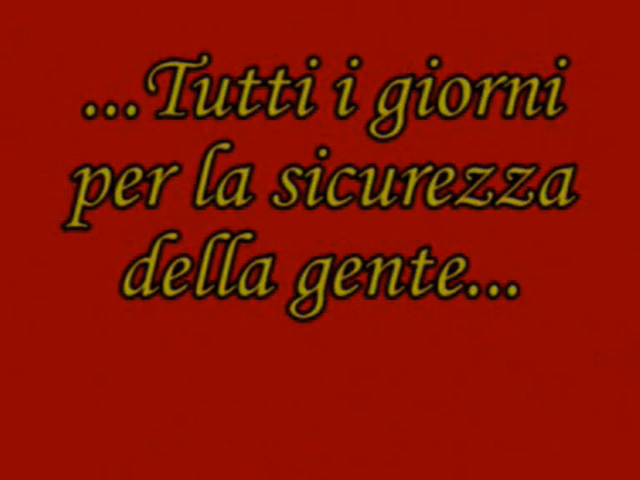 ...Tutti i giorni
per la sicurezza
della gente...